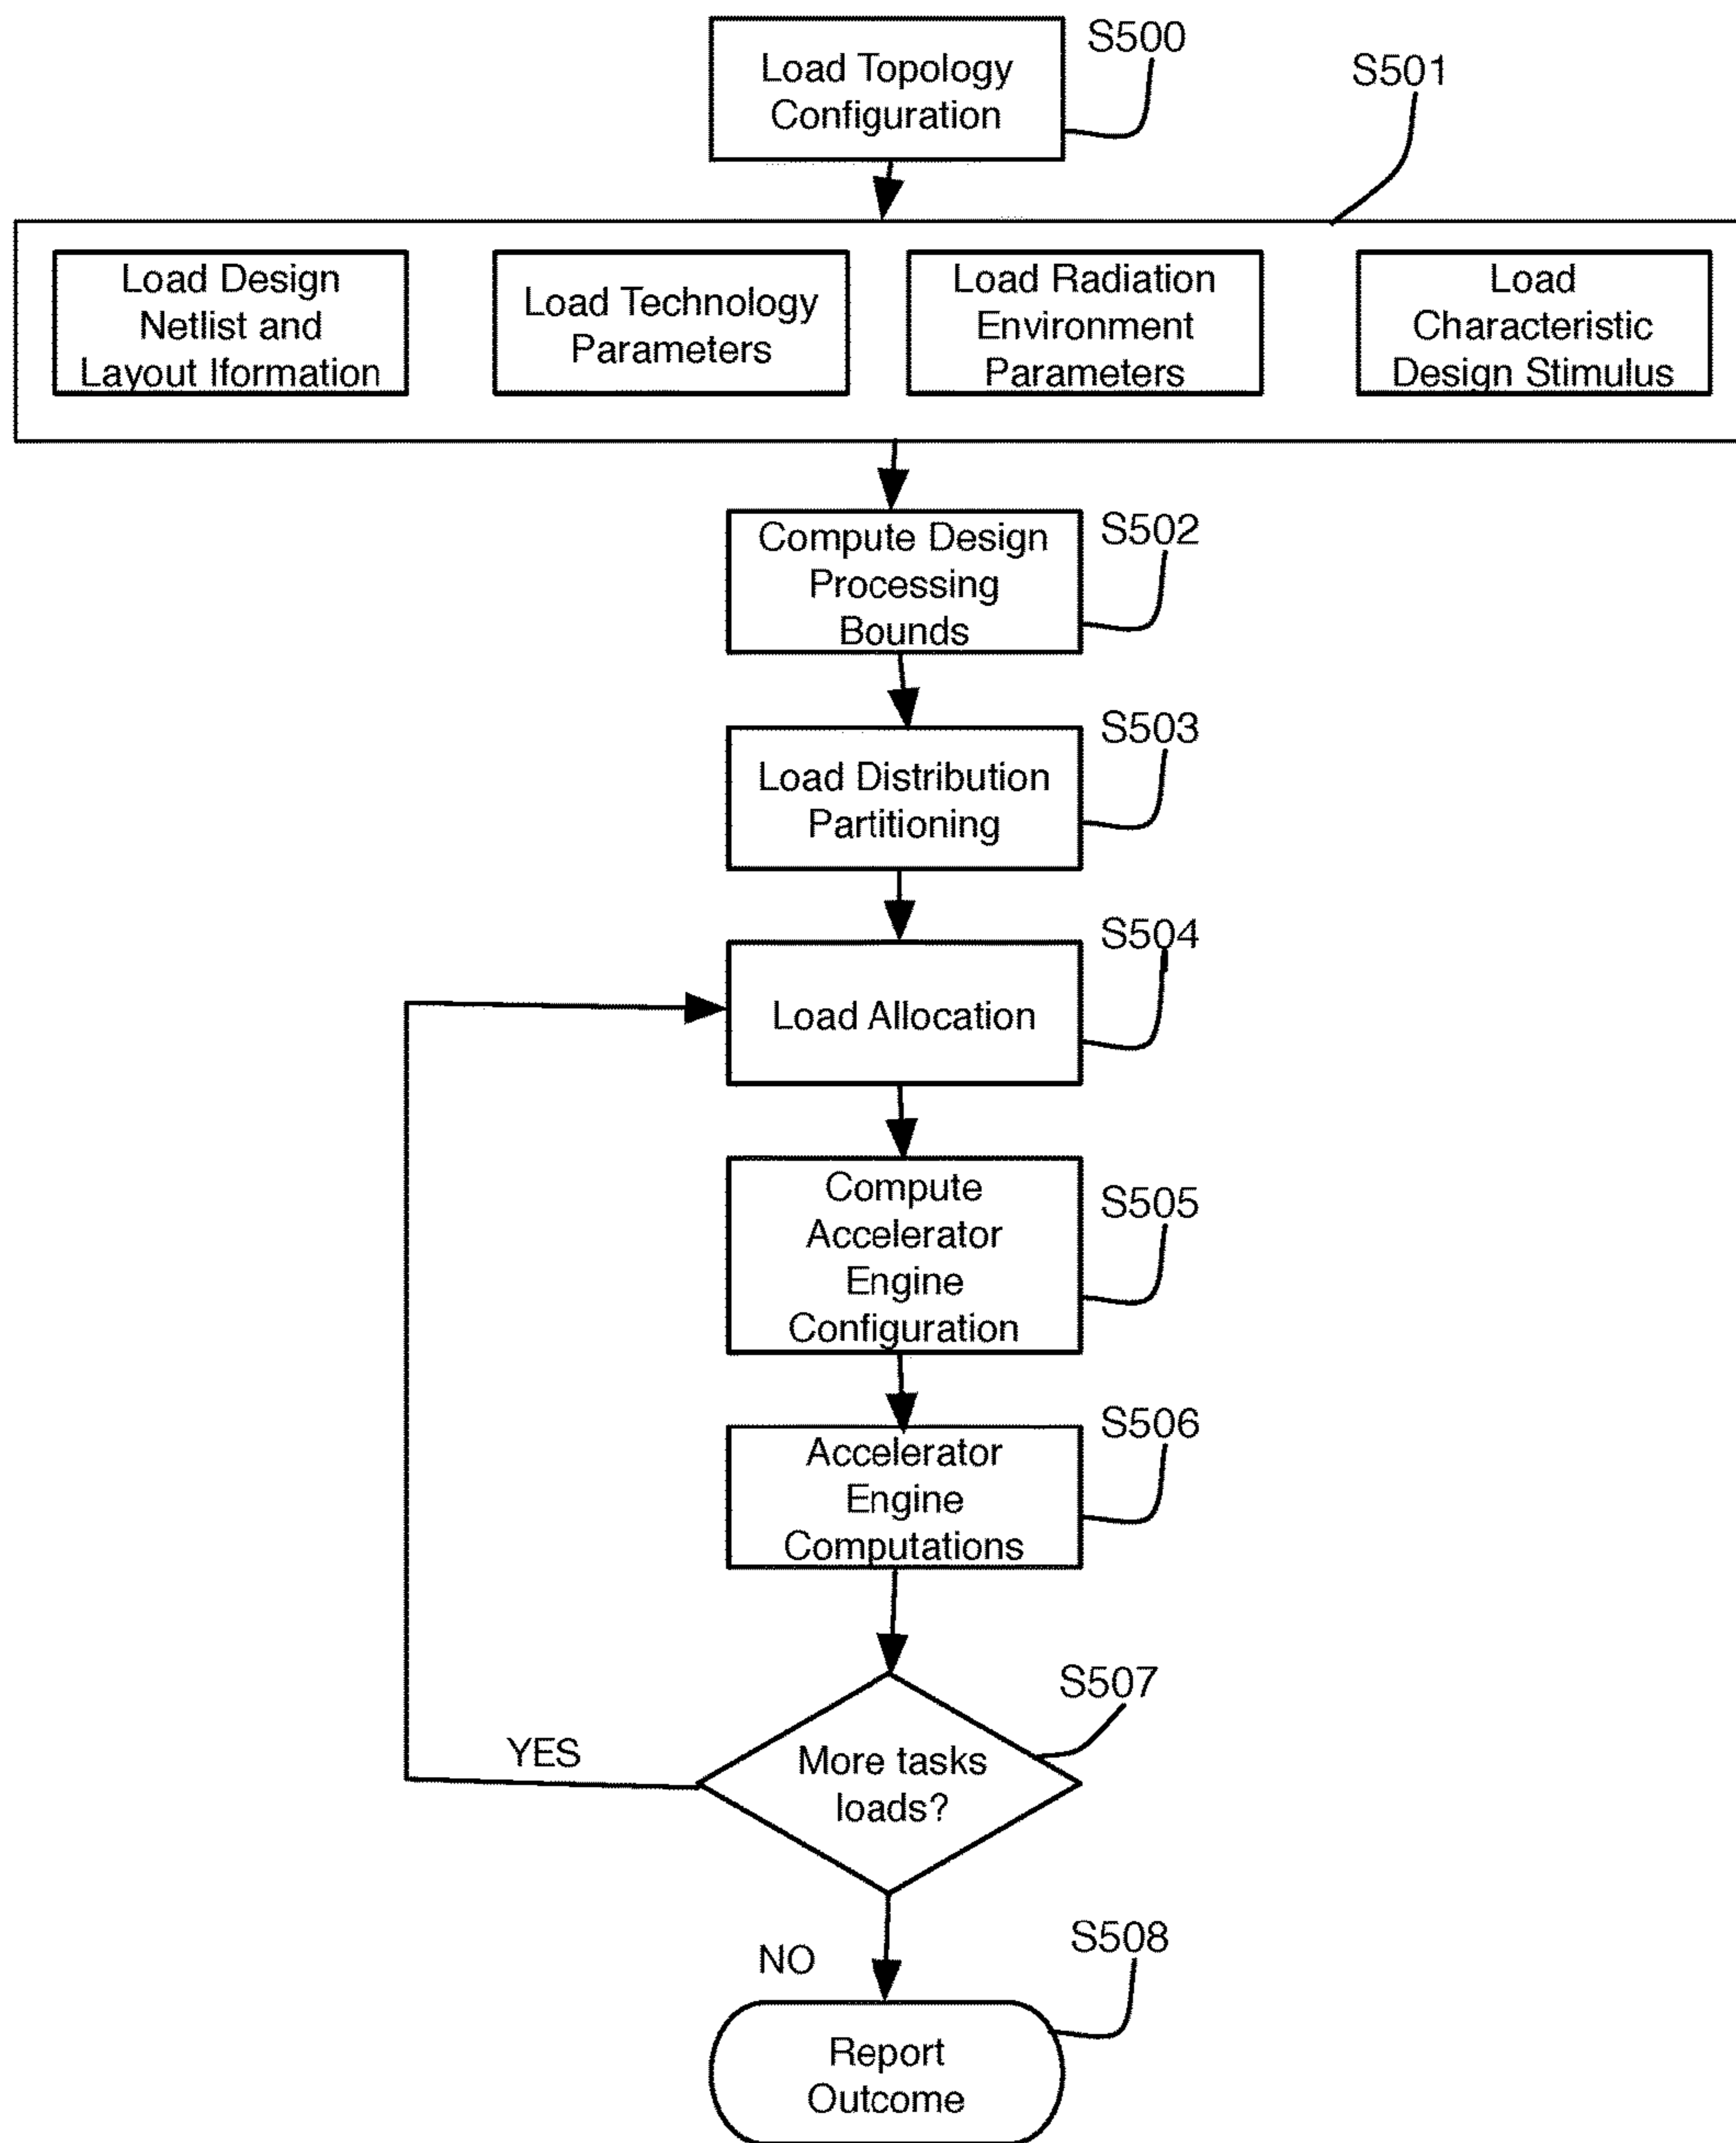 Load Topology
Configuration
S500
S501
Load Design
Netlist and
Layout Iformation
Load Technology
Parameters
Load Radiation
Environment
Parameters
Load
Characteristic
Design Stimulus
Compute Design
Processing
Bounds
S502
Load Distribution
Partitioning
S503
Load Allocation
S504
Compute
Accelerator
Engine
Configuration
S505
Accelerator
Engine
Computations
S506
More tasks
loads?
S507
YES
NO
Report
Outcome
S508